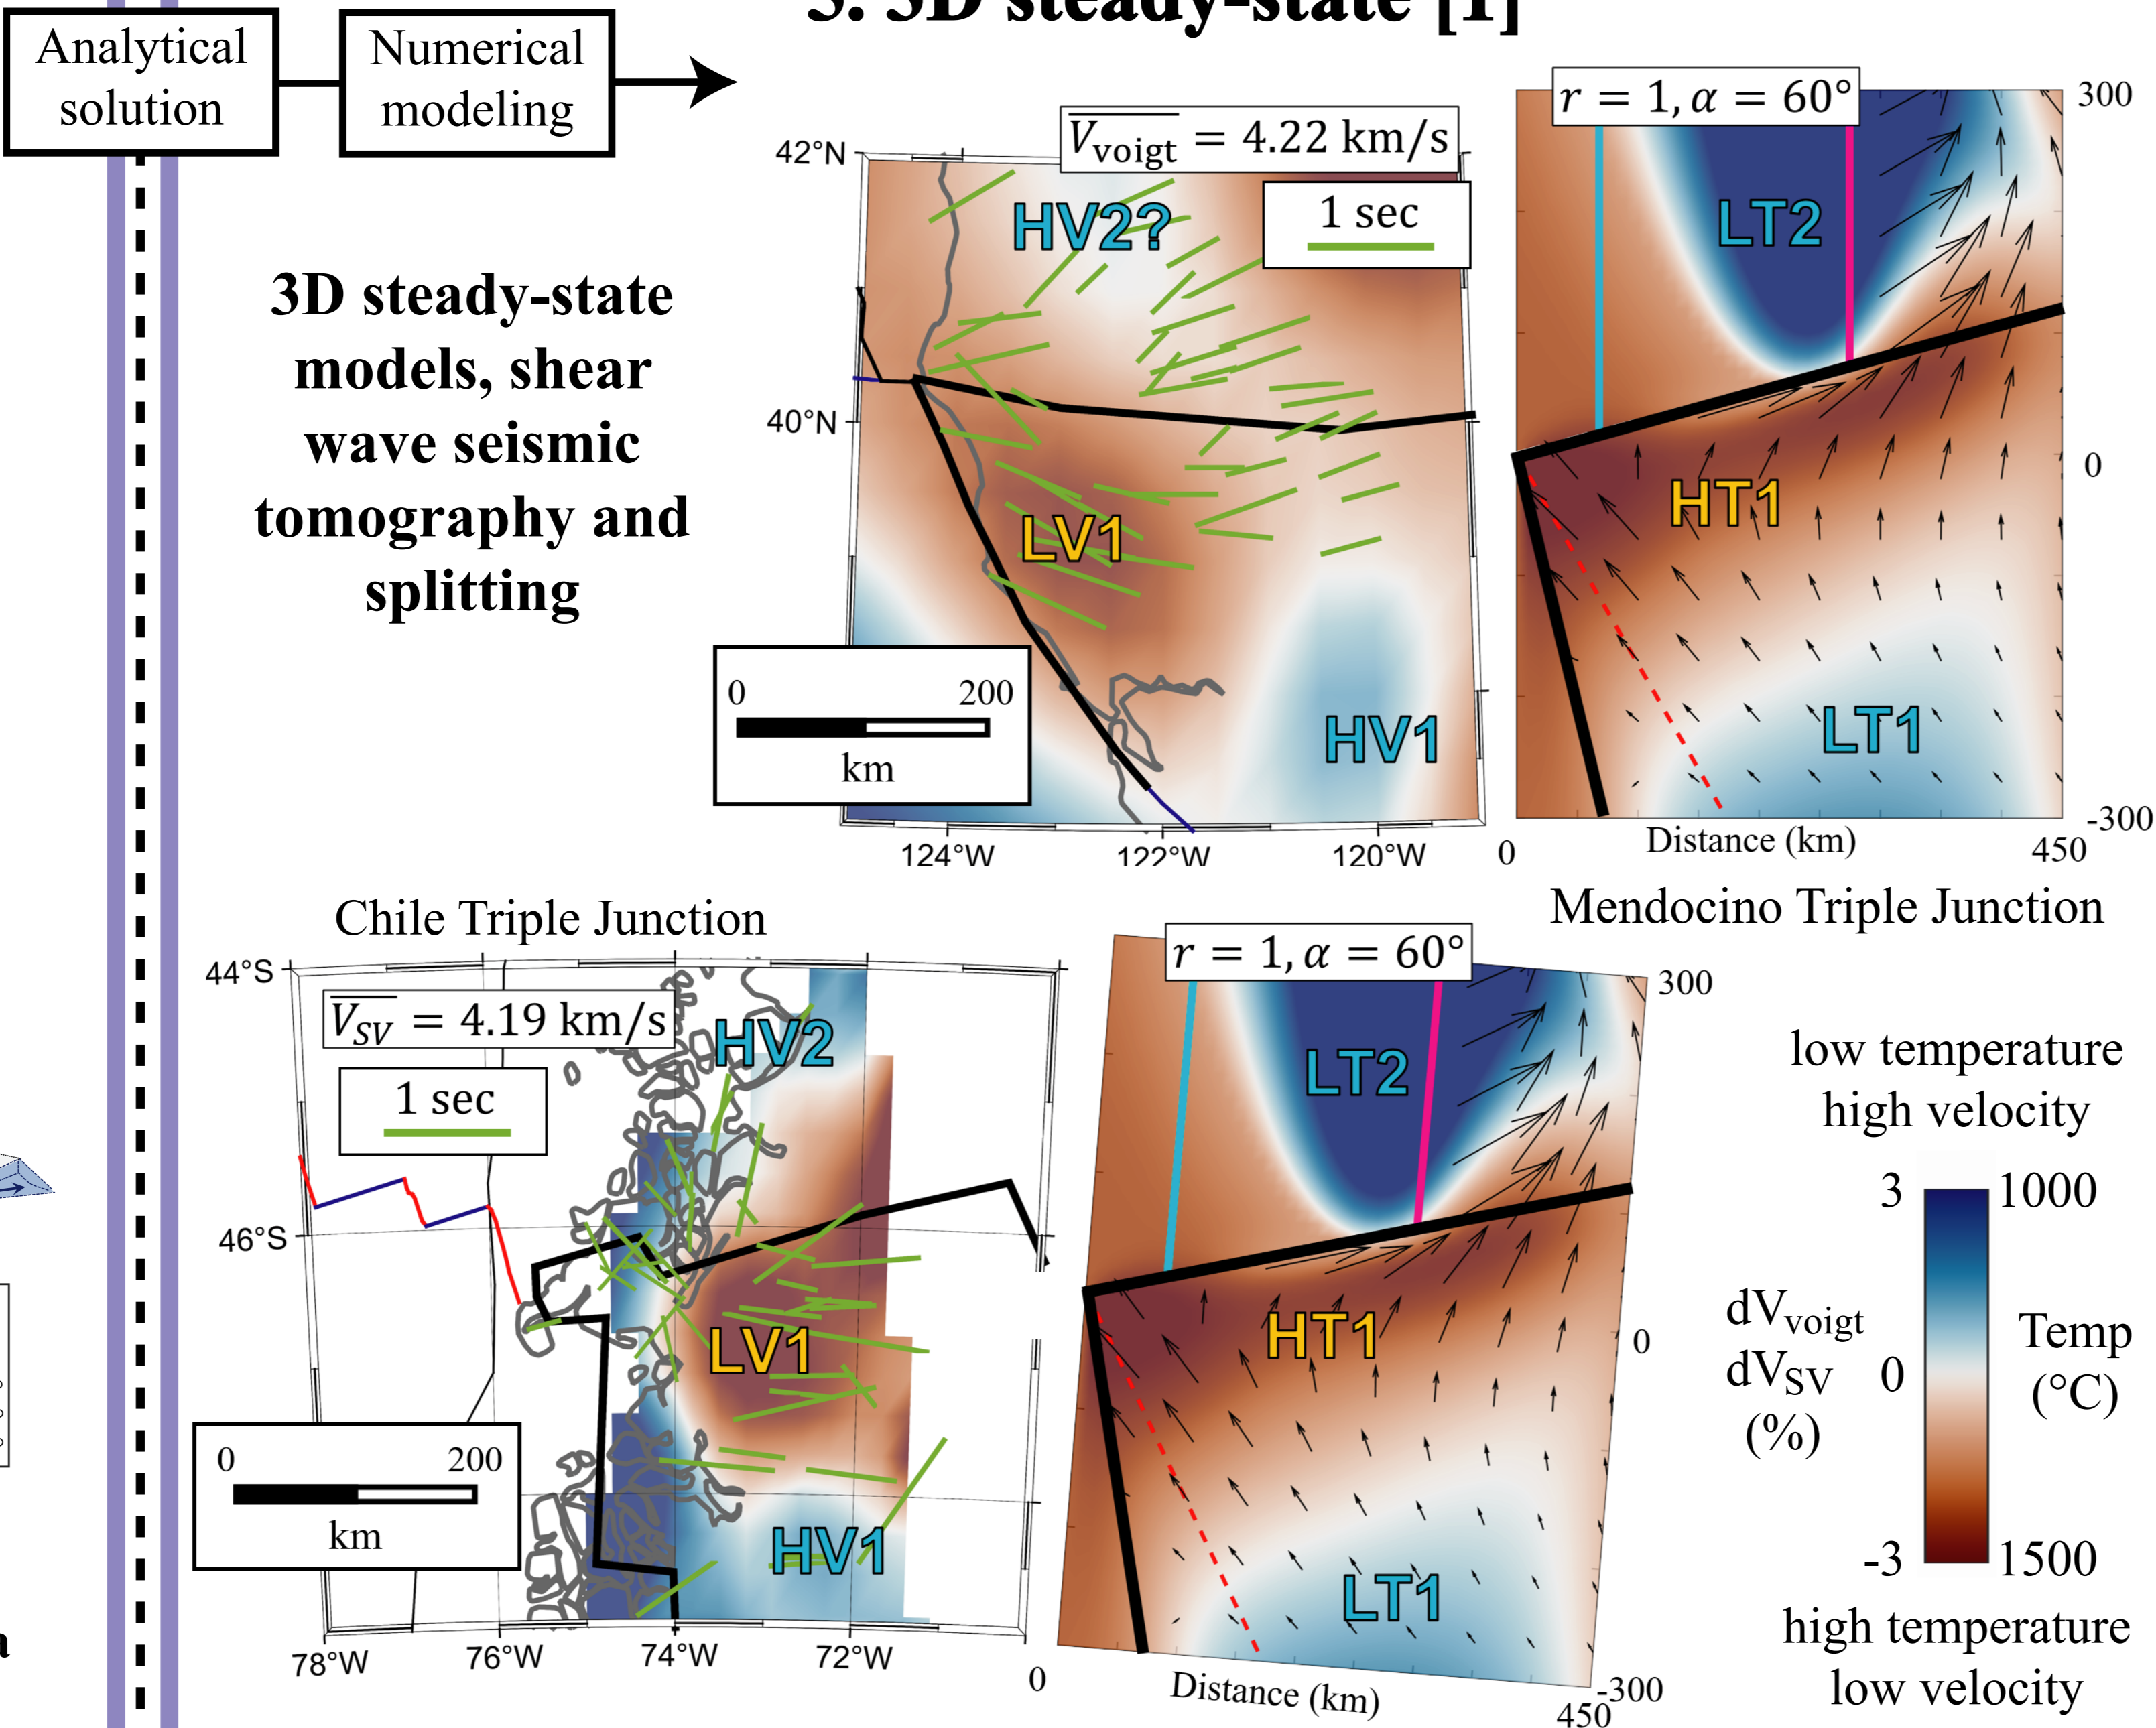 3. 3D steady-state [1]
Analytical
solution
Numerical
modeling
3D steady-state
models, shear
wave seismic
tomography and
splitting
V̅voigt = 4.22 km/s
1 sec
42°N
40°N
HV2?
LV1
HV1
0 200
km
124°W 122°W 120°W
r = 1, α = 60°
LT2
HT1
LT1
300
0
-300
0 Distance (km) 450
Mendocino Triple Junction
Chile Triple Junction
44°S
46°S
V̅SV = 4.19 km/s
1 sec
HV2
LV1
HV1
0 200
km
78°W 76°W 74°W 72°W
r = 1, α = 60°
LT2
HT1
LT1
300
0
-300
0 Distance (km) 450
low temperature
high velocity
3 1000
dVvoigt
dVSV
(%)
0
Temp
(°C)
-3 1500
high temperature
low velocity